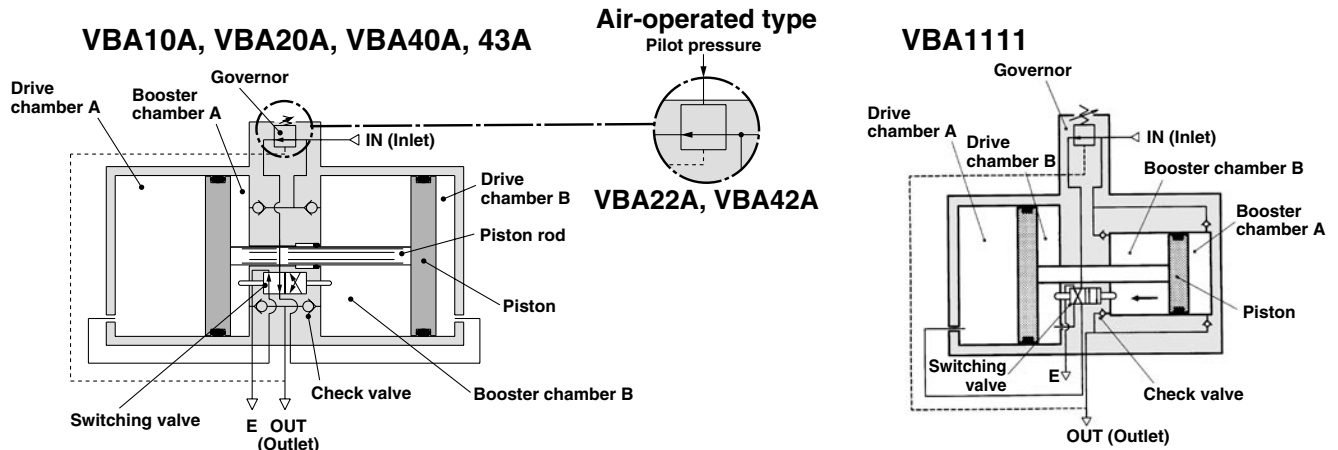 VBA10A, VBA20A, VBA40A, 43A
Drive
chamber A
Booster
chamber A
Governor
IN (Inlet)
Drive
chamber B
Piston rod
Piston
Booster chamber B
Check valve
Switching valve
E
OUT
(Outlet)
Air-operated type
Pilot pressure
VBA22A, VBA42A
VBA1111
Governor
Drive
chamber A
Drive
chamber B
IN (Inlet)
Booster chamber B
Booster
chamber A
Piston
Switching
valve
E
Check valve
OUT (Outlet)